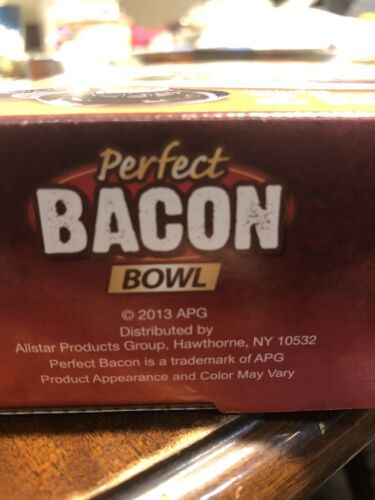 Perfect
BACON
BOWL
© 2013 APG
Distributed by
Allstar Products Group, Hawthorne, NY 10532
Perfect Bacon is a trademark of APG
Product Appearance and Color May Vary